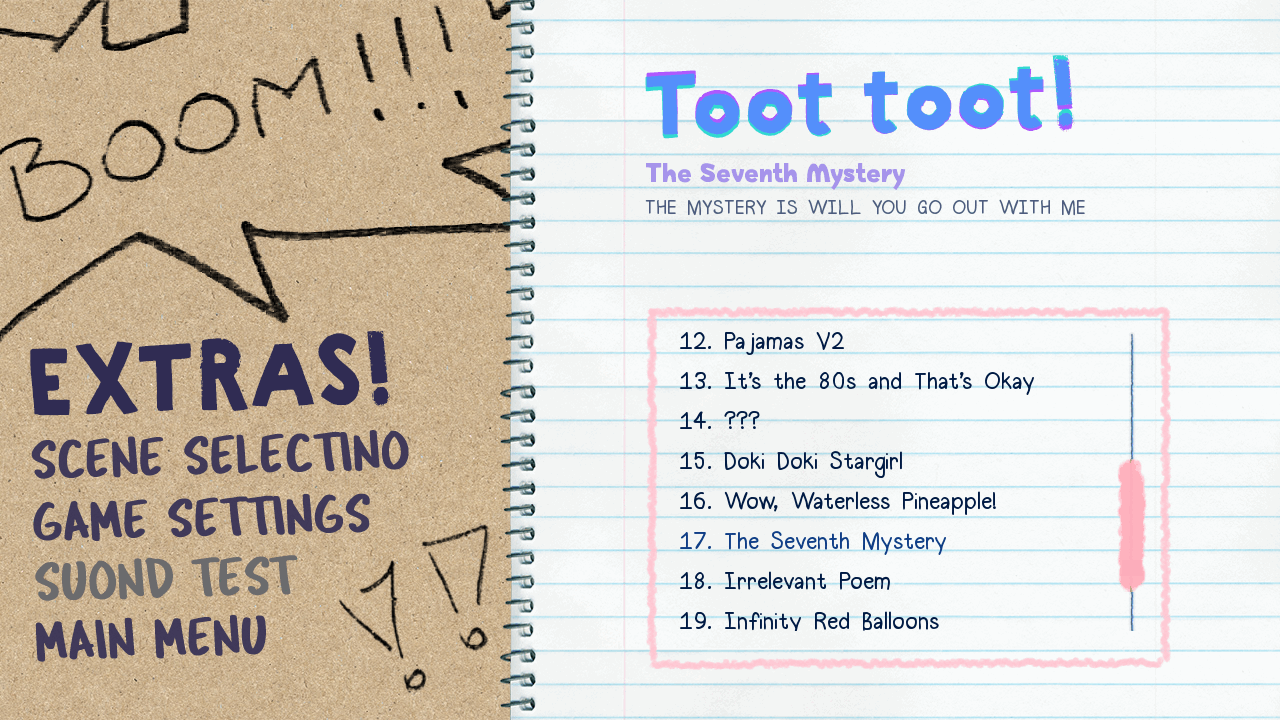 BOOM!!!
EXTRAS!
SCENE SELECTINO
GAME SETTINGS
SUOND TEST
MAIN MENU
!!
Toot toot!
The Seventh Mystery
THE MYSTERY IS WILL YOU GO OUT WITH ME
12. Pajamas V2
13. It's the 80s and That's Okay
14. ???
15. Doki Doki Stargirl
16. Wow, Waterless Pineapple!
17. The Seventh Mystery
18. Irrelevant Poem
19. Infinity Red Balloons